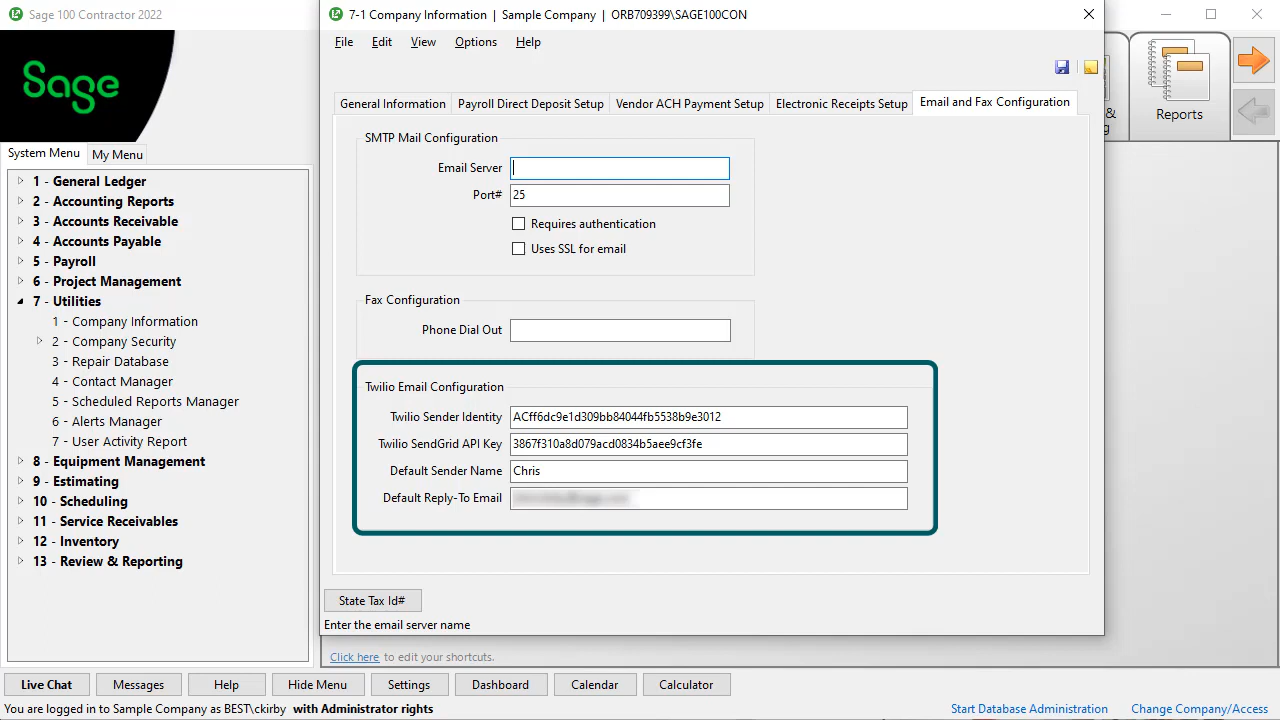 Sage 100 Contractor 2022
7-1 Company Information | Sample Company | ORB709399\SAGE100CON
File Edit View Options Help
Sage
System Menu My Menu
1 - General Ledger
2 - Accounting Reports
3 - Accounts Receivable
4 - Accounts Payable
5 - Payroll
6 - Project Management
7 - Utilities
1 - Company Information
2 - Company Security
3 - Repair Database
4 - Contact Manager
5 - Scheduled Reports Manager
6 - Alerts Manager
7 - User Activity Report
8 - Equipment Management
9 - Estimating
10 - Scheduling
11 - Service Receivables
12 - Inventory
13 - Review & Reporting
General Information Payroll Direct Deposit Setup Vendor ACH Payment Setup Electronic Receipts Setup Email and Fax Configuration
SMTP Mail Configuration
Email Server
Port# 25
Requires authentication
Uses SSL for email
Fax Configuration
Phone Dial Out
Twilio Email Configuration
Twilio Sender Identity ACff6dc9e1d309bb84044fb5538b9e3012
Twilio SendGrid API Key 3867f310a8d079acd0834b5aee9cf3fe
Default Sender Name Chris
Default Reply-To Email
State Tax Id#
Enter the email server name
&
g
Reports
Click here to edit your shortcuts.
Live Chat Messages Help Hide Menu Settings Dashboard Calendar Calculator
You are logged in to Sample Company as BEST\ckirby with Administrator rights
Start Database Administration Change Company/Access